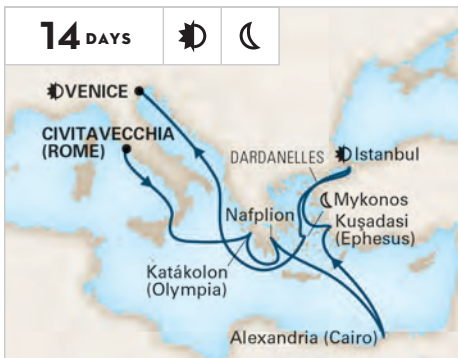 14 DAYS
VENICE
CIVITAVECCHIA
(ROME)
DARDANELLES
Istanbul
Mykonos
Nafplion
Kuşadasi
(Ephesus)
Katákolon
(Olympia)
Alexandria (Cairo)